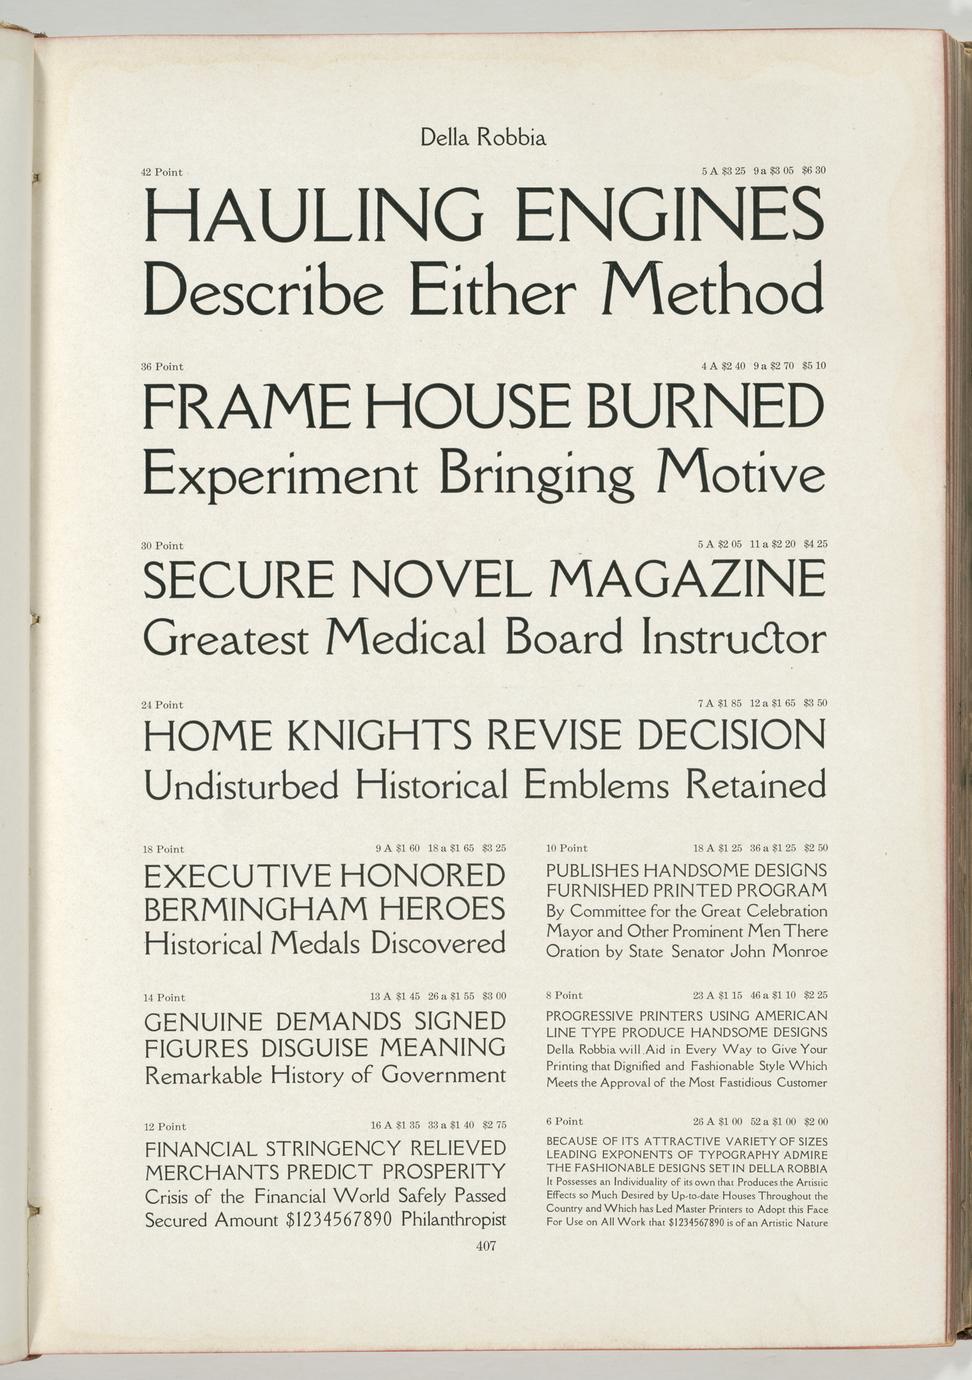 Della Robbia
42 Point 5 A $3 25 9 a $3 05 $6 30
HAULING ENGINES
Describe Either Method
36 Point 4 A $2 40 9 a $2 70 $5 10
FRAME HOUSE BURNED
Experiment Bringing Motive
30 Point 5 A $2 05 11 a $2 20 $4 25
SECURE NOVEL MAGAZINE
Greatest Medical Board Instructor
24 Point 7 A $1 85 12 a $1 65 $3 50
HOME KNIGHTS REVISE DECISION
Undisturbed Historical Emblems Retained
18 Point 9 A $1 60 18 a $1 65 $3 25
EXECUTIVE HONORED
BERMINGHAM HEROES
Historical Medals Discovered
14 Point 13 A $1 45 26 a $1 55 $3 00
GENUINE DEMANDS SIGNED
FIGURES DISGUISE MEANING
Remarkable History of Government
12 Point 16 A $1 35 33 a $1 40 $2 75
FINANCIAL STRINGENCY RELIEVED
MERCHANTS PREDICT PROSPERITY
Crisis of the Financial World Safely Passed
Secured Amount $1234567890 Philanthropist
10 Point 18 A $1 25 36 a $1 25 $2 50
PUBLISHES HANDSOME DESIGNS
FURNISHED PRINTED PROGRAM
By Committee for the Great Celebration
Mayor and Other Prominent Men There
Oration by State Senator John Monroe
8 Point 23 A $1 15 46 a $1 10 $2 25
PROGRESSIVE PRINTERS USING AMERICAN
LINE TYPE PRODUCE HANDSOME DESIGNS
Della Robbia will Aid in Every Way to Give Your
Printing that Dignified and Fashionable Style Which
Meets the Approval of the Most Fastidious Customer
6 Point 26 A $1 00 52 a $1 00 $2 00
BECAUSE OF ITS ATTRACTIVE VARIETY OF SIZES
LEADING EXPONENTS OF TYPOGRAPHY ADMIRE
THE FASHIONABLE DESIGNS SET IN DELLA ROBBIA
It Possesses an Individuality of its own that Produces the Artistic
Effects so Much Desired by Up-to-date Houses Throughout the
Country and Which has Led Master Printers to Adopt this Face
For Use on All Work that $1234567890 is of an Artistic Nature
407